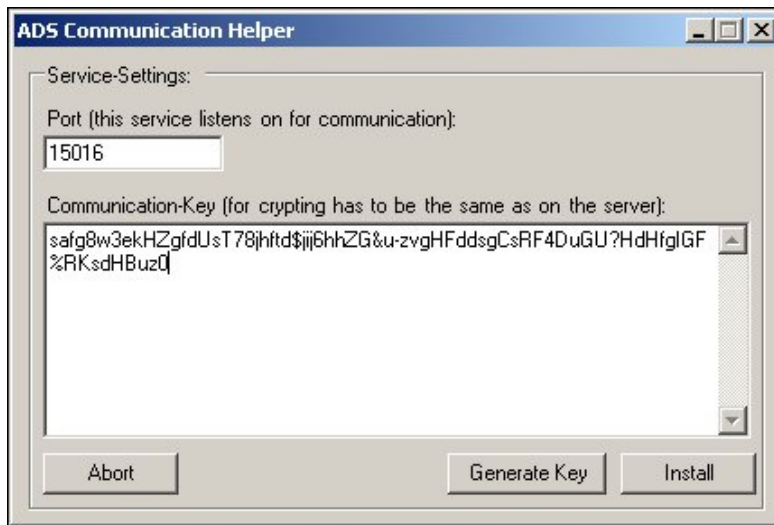 ADS Communication Helper
Service-Settings:
Port (this service listens on for communication):
15016
Communication-Key (for crypting has to be the same as on the server):
safg8w3ekHZgfdUsT78jhftd$jij6hhZG&u-zvgHFddsgCsRF4DuGU?HdHfgIGF
%RKsdHBuz0
Abort
Generate Key
Install